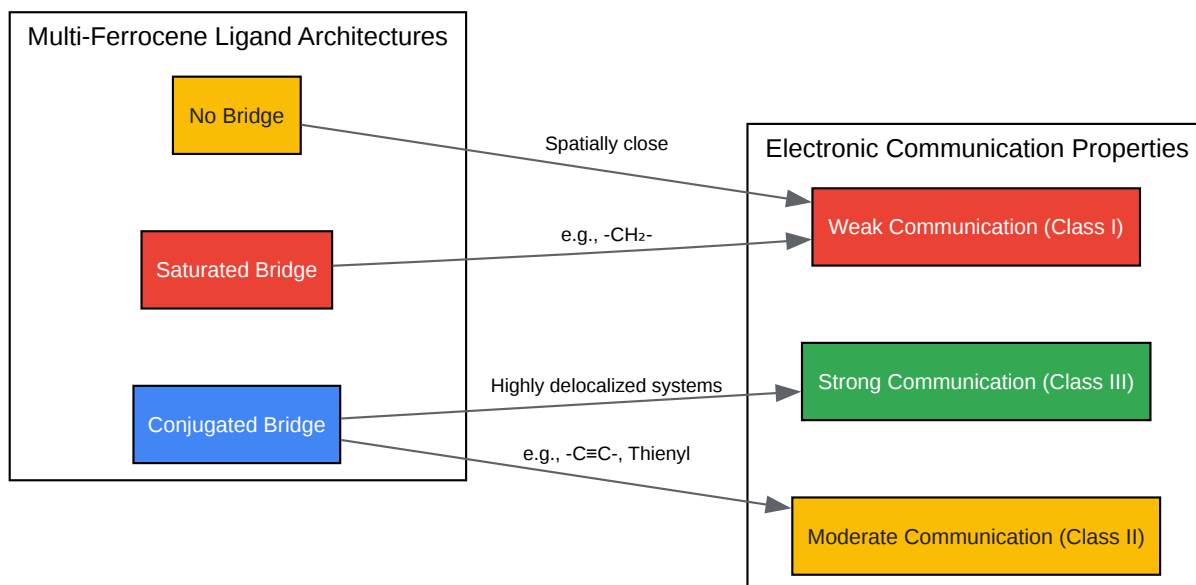 Multi-Ferrocene Ligand Architectures
No Bridge
Saturated Bridge
Conjugated Bridge
Spatially close
e.g., -CH₂-
Highly delocalized systems
e.g., -C≡C-, Thienyl
Electronic Communication Properties
Weak Communication (Class I)
Strong Communication (Class III)
Moderate Communication (Class II)